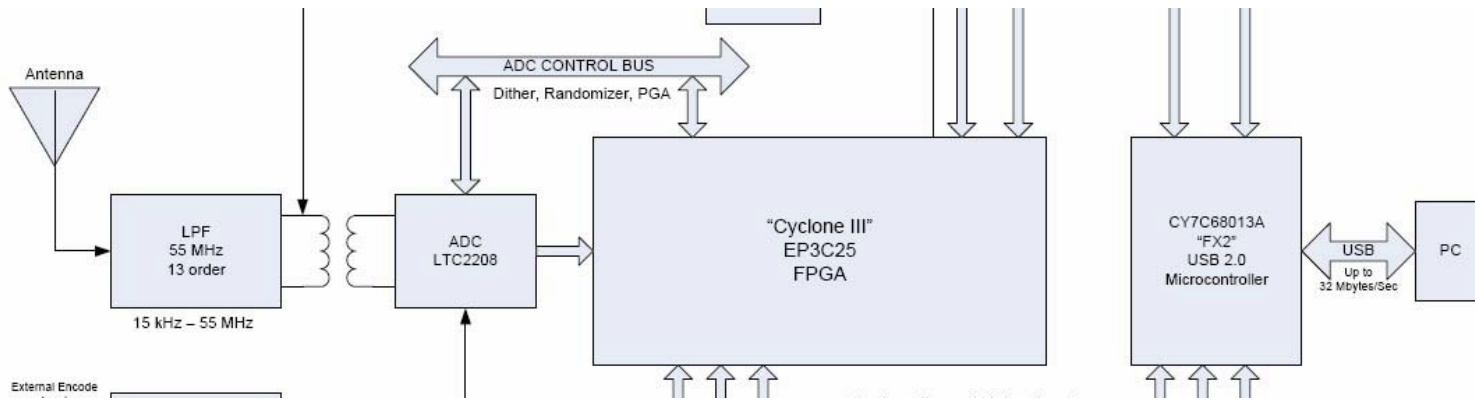 Antenna
ADC CONTROL BUS
Dither, Randomizer, PGA
LPF
55 MHz
13 order
15 kHz – 55 MHz
ADC
LTC2208
“Cyclone III”
EP3C25
FPGA
CY7C68013A
“FX2”
USB 2.0
Microcontroller
USB
Up to
32 Mbytes/Sec
PC
External Encode